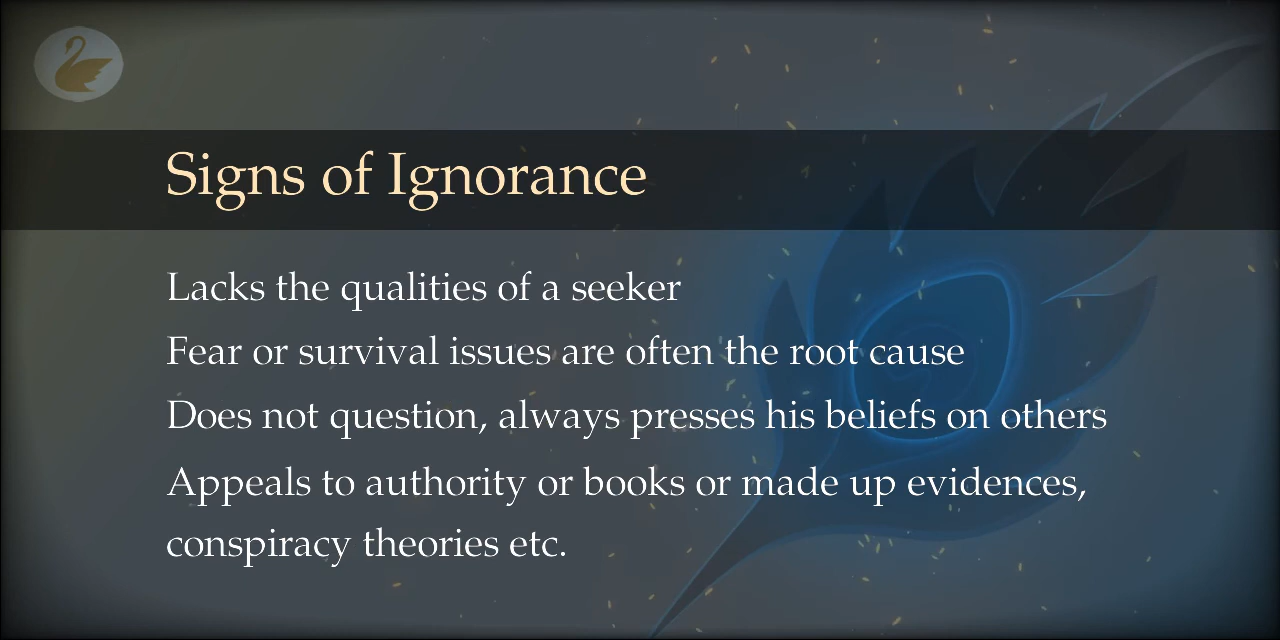 Signs of Ignorance
Lacks the qualities of a seeker
Fear or survival issues are often the root cause
Does not question, always presses his beliefs on others
Appeals to authority or books or made up evidences,
conspiracy theories etc.